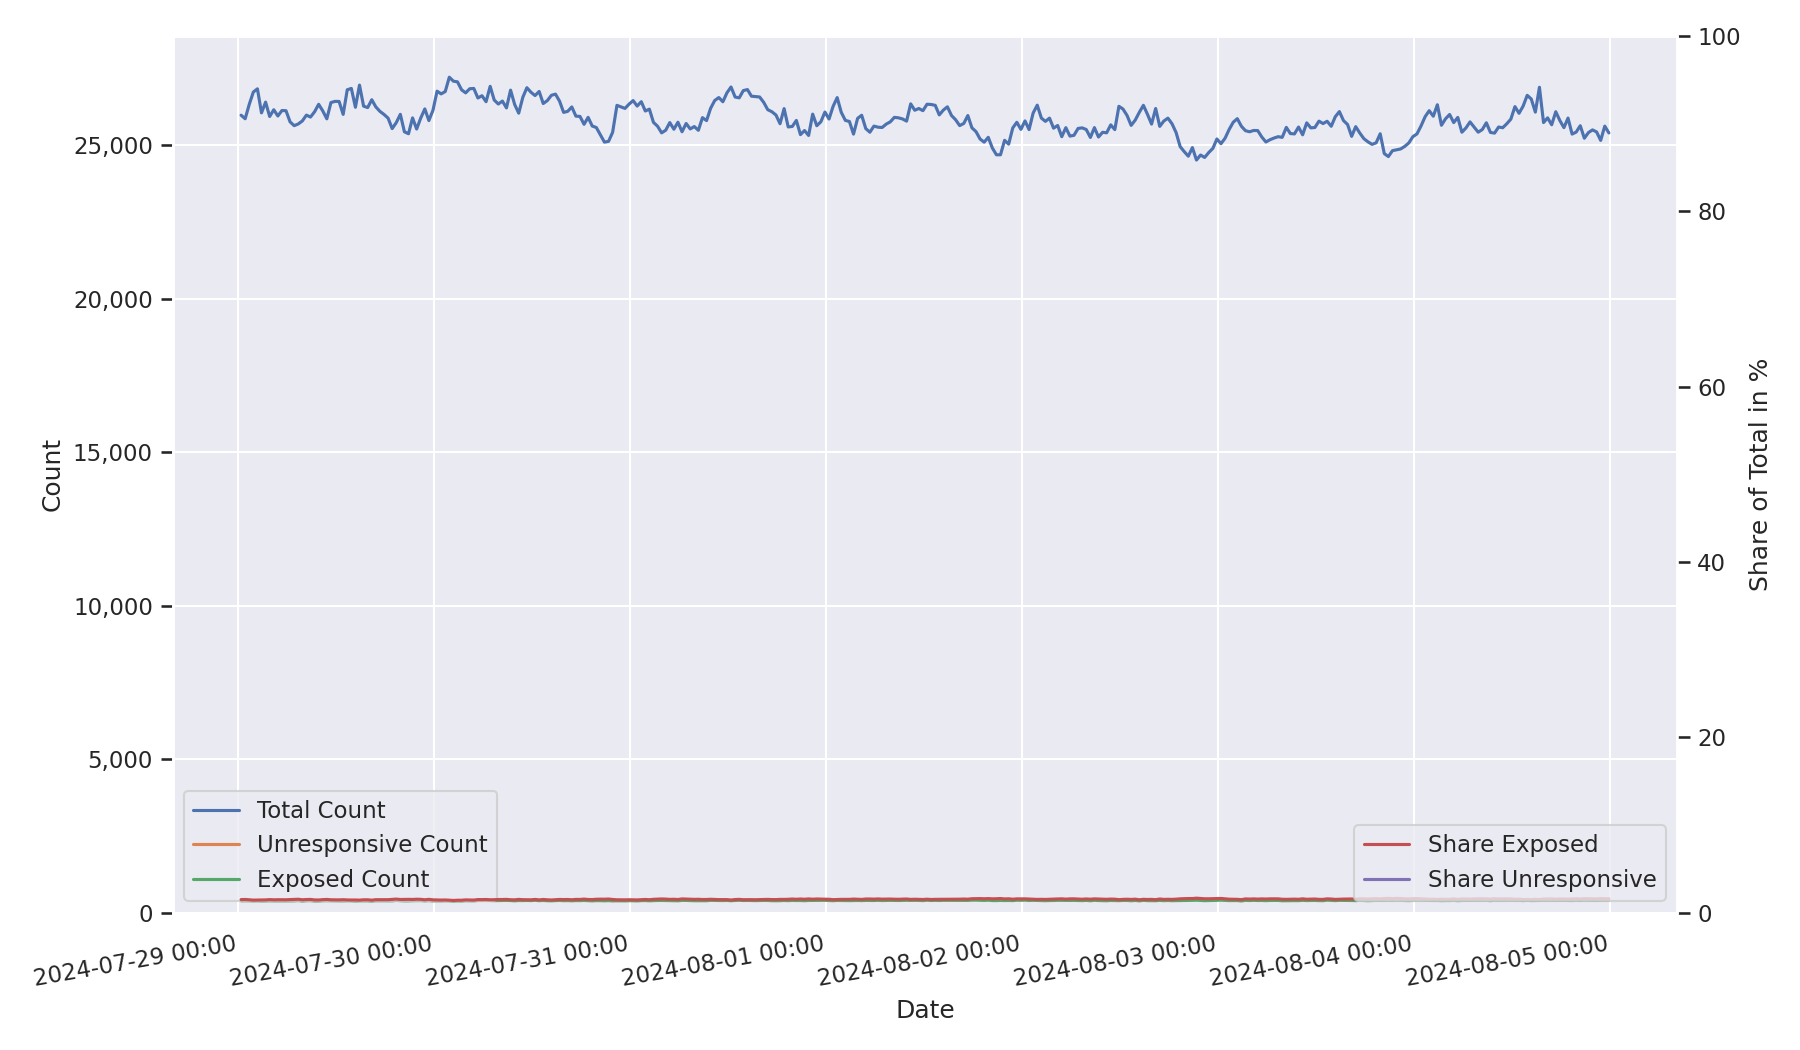 100
80
60
40
20
0
Share of Total in %
25,000
20,000
15,000
10,000
5,000
0
Count
Total Count
Unresponsive Count
Exposed Count
Share Exposed
Share Unresponsive
2024-07-29 00:00
2024-07-30 00:00
2024-07-31 00:00
2024-08-01 00:00
2024-08-02 00:00
2024-08-03 00:00
2024-08-04 00:00
2024-08-05 00:00
Date